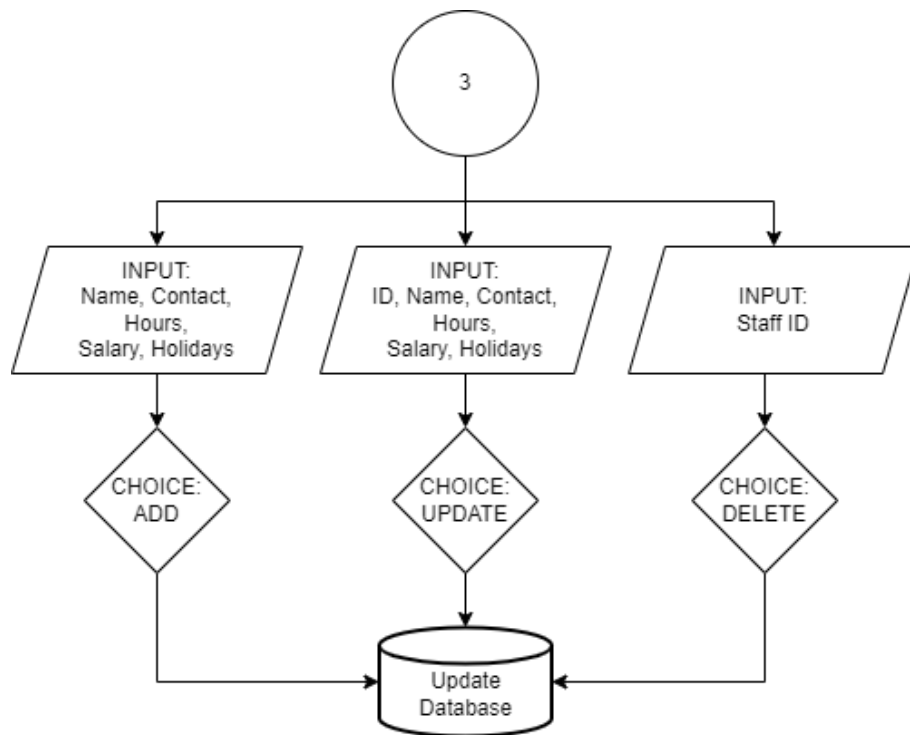 3
INPUT:
Name, Contact,
Hours,
Salary, Holidays
INPUT:
ID, Name, Contact,
Hours,
Salary, Holidays
INPUT:
Staff ID
CHOICE:
ADD
CHOICE:
UPDATE
CHOICE:
DELETE
Update
Database